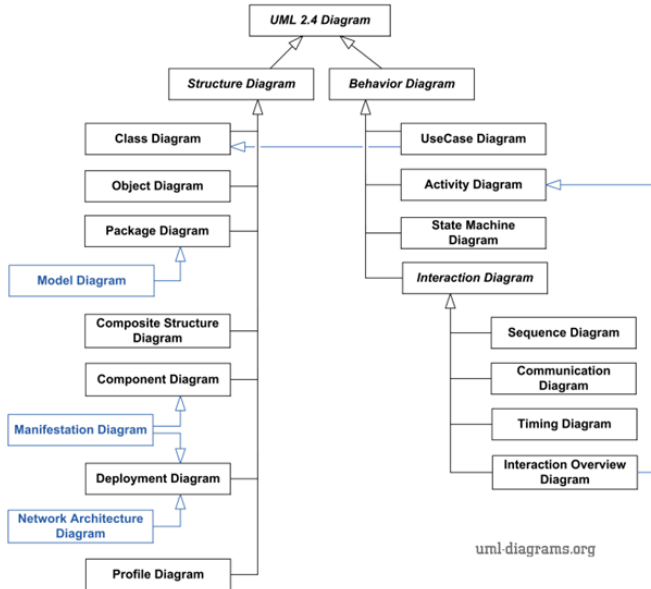 UML 2.4 Diagram
Structure Diagram
Behavior Diagram
Class Diagram
UseCase Diagram
Object Diagram
Activity Diagram
Package Diagram
State Machine
Diagram
Model Diagram
Interaction Diagram
Composite Structure
Diagram
Sequence Diagram
Component Diagram
Communication
Diagram
Manifestation Diagram
Timing Diagram
Deployment Diagram
Interaction Overview
Diagram
Network Architecture
Diagram
uml-diagrams.org
Profile Diagram